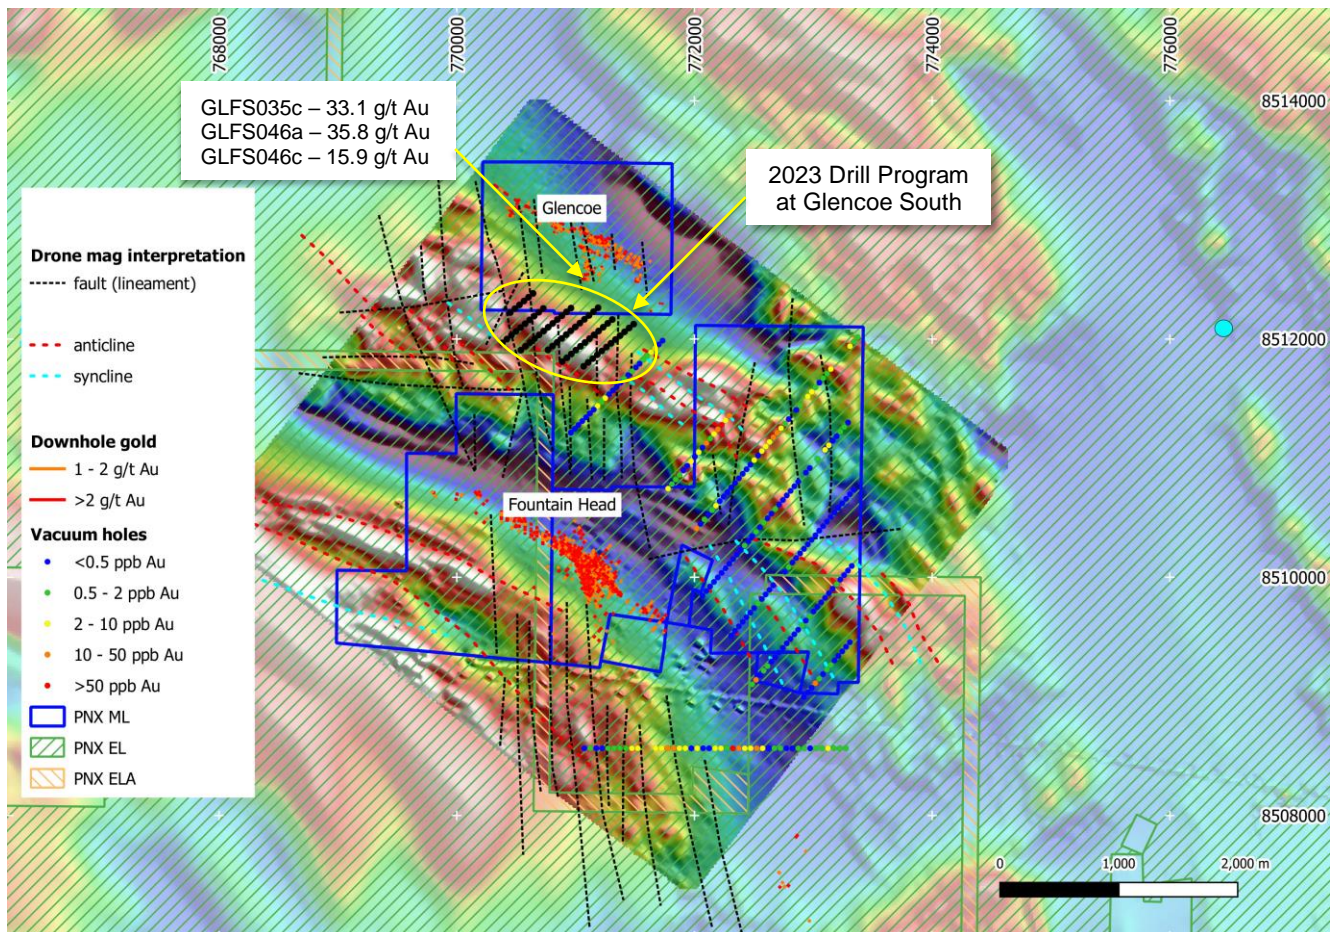 768000
770000
772000
774000
776000
8514000
GLFS035c – 33.1 g/t Au
GLFS046a – 35.8 g/t Au
GLFS046c – 15.9 g/t Au
2023 Drill Program
at Glencoe South
Glencoe
Drone mag interpretation
fault (lineament)
anticline
syncline
Downhole gold
1 - 2 g/t Au
>2 g/t Au
Vacuum holes
<0.5 ppb Au
0.5 - 2 ppb Au
2 - 10 ppb Au
10 - 50 ppb Au
>50 ppb Au
PNX ML
PNX EL
PNX ELA
8512000
Fountain Head
8510000
8508000
0
1,000
2,000 m